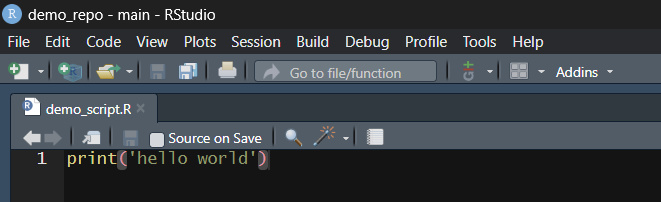 demo_repo - main - RStudio
File Edit Code View Plots Session Build Debug Profile Tools Help
Go to file/function Addins
demo_script.R
Source on Save
1 print('hello world')